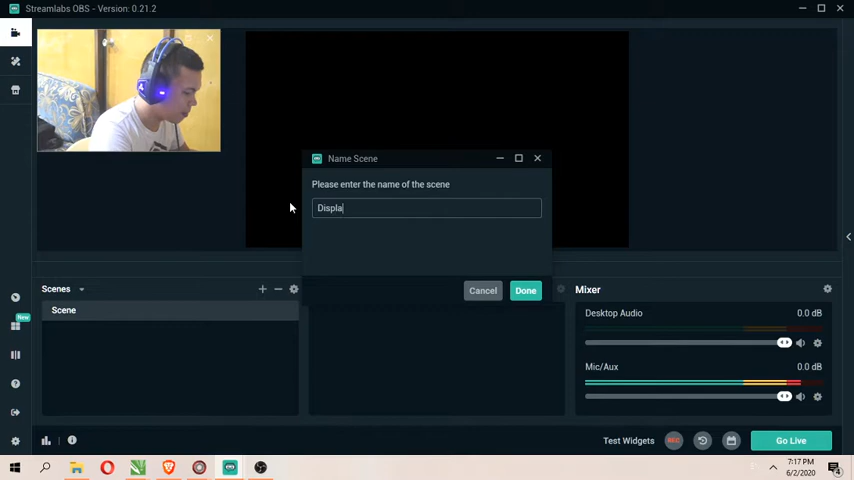 Streamlabs OBS - Version: 0.21.2
Name Scene
Please enter the name of the scene
Displa
Cancel
Done
Scenes
Scene
New
Mixer
Desktop Audio
0.0 dB
Mic/Aux
0.0 dB
Test Widgets
REC
Go Live
7:17 PM
6/2/2020
4